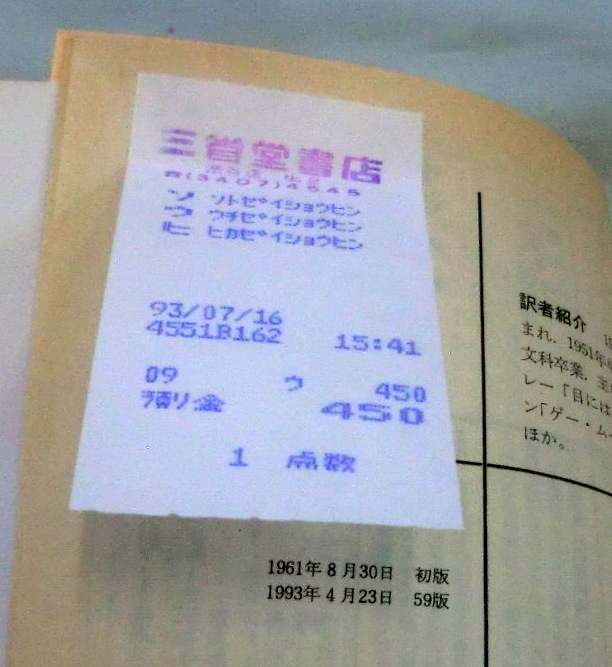 三省堂書店
☎(3407)4545
ソ ソトゼイショウヒン
ウ ウチゼイショウヒン
ヒ ヒカゼイショウヒン
93/07/16
4551B162 15:41
09 ウ 450
預り金 450
1 点数
訳者紹介 19
まれ．1951年
文科卒業．
レー「目には
ン「ゲー・ムー
ほか。
1961年8月30日 初版
1993年4月23日 59版